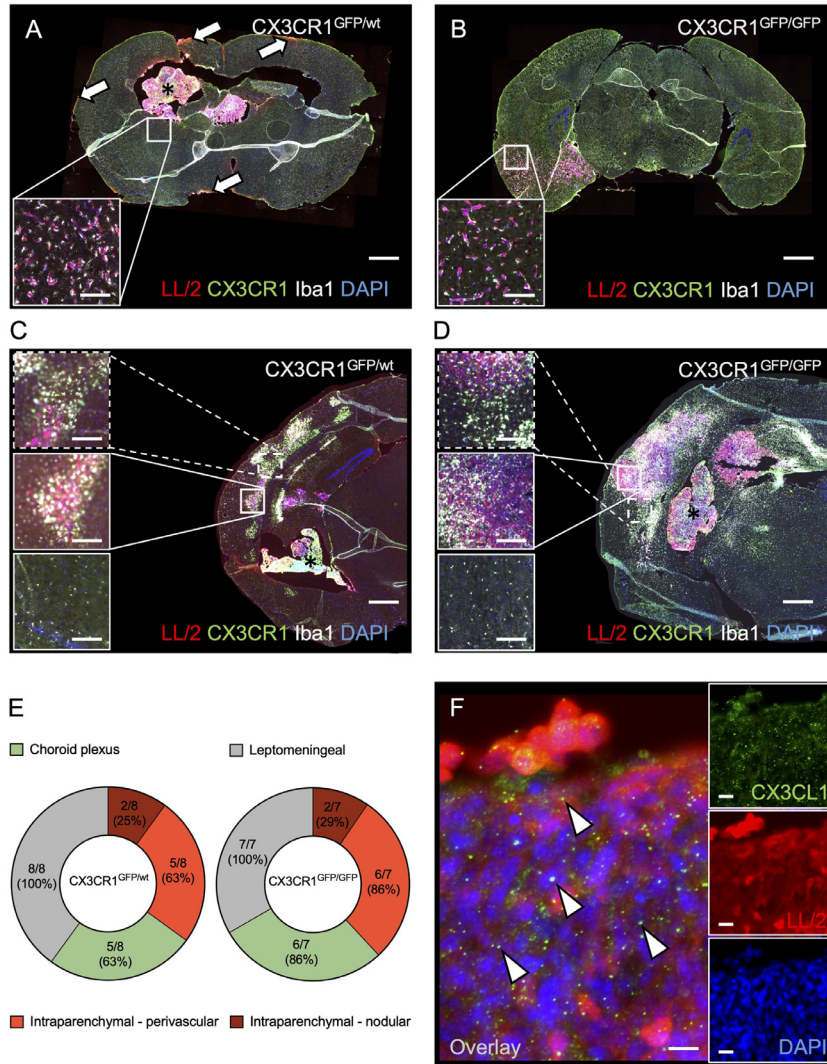 A
CX3CR1GFP/wt
*
LL/2 CX3CR1 Iba1 DAPI
B
CX3CR1GFP/GFP
LL/2 CX3CR1 Iba1 DAPI
C
CX3CR1GFP/wt
*
LL/2 CX3CR1 Iba1 DAPI
D
CX3CR1GFP/GFP
*
LL/2 CX3CR1 Iba1 DAPI
E
Choroid plexus
Leptomeningeal
2/8
(25%)
5/8
(63%)
8/8
(100%)
CX3CR1GFP/wt
5/8
(63%)
2/7
(29%)
7/7
(100%)
6/7
(86%)
CX3CR1GFP/GFP
6/7
(86%)
Intraparenchymal - perivascular
Intraparenchymal - nodular
F
CX3CL1
LL/2
DAPI
Overlay